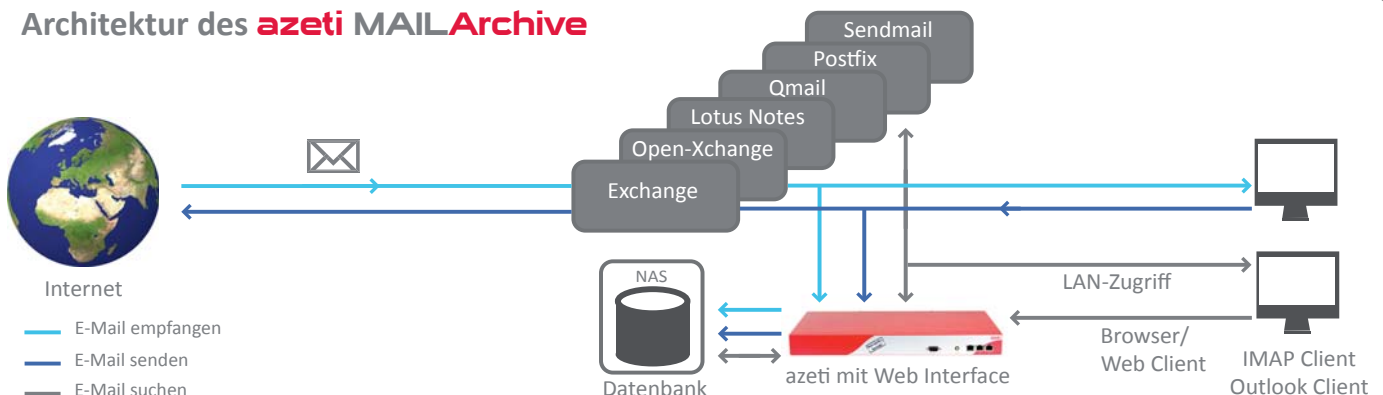 Architektur des azeti MAILArchive
Sendmail
Postfix
Qmail
Lotus Notes
Open-Xchange
Exchange
Internet
NAS
LAN-Zugriff
E-Mail empfangen
E-Mail senden
E-Mail suchen
Datenbank
azeti mit Web Interface
Browser/
Web Client
IMAP Client
Outlook Client